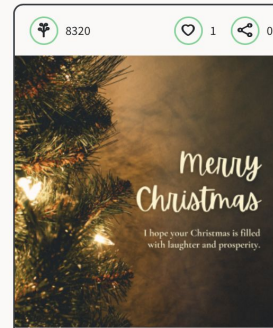 8320
1
0
Merry
Christmas
I hope your Christmas is filled
with laughter and prosperity.